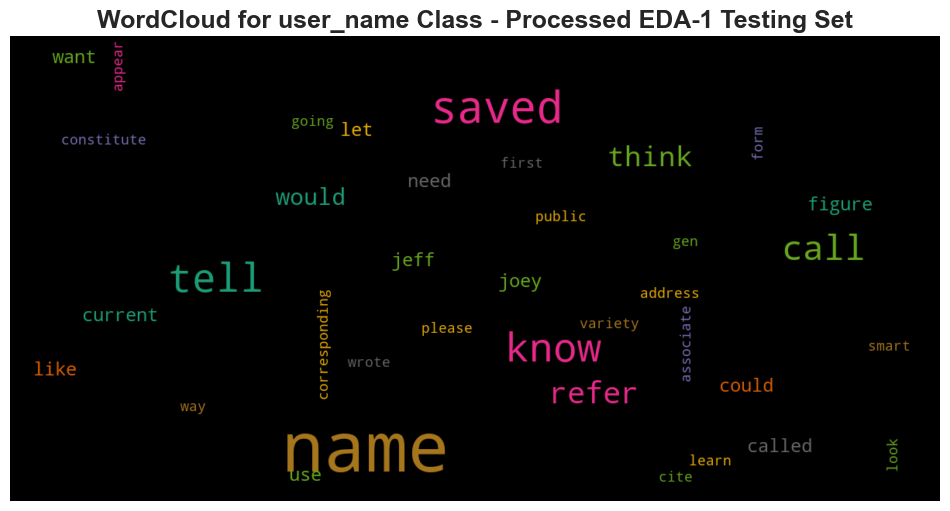 WordCloud for user_name Class - Processed EDA-1 Testing Set
want
appear
saved
going
let
constitute
form
think
first
need
would
figure
public
call
gen
jeff
tell
joey
address
current
corresponding
please
variety
associate
know
smart
wrote
like
refer
could
way
name
called
look
learn
use
cite